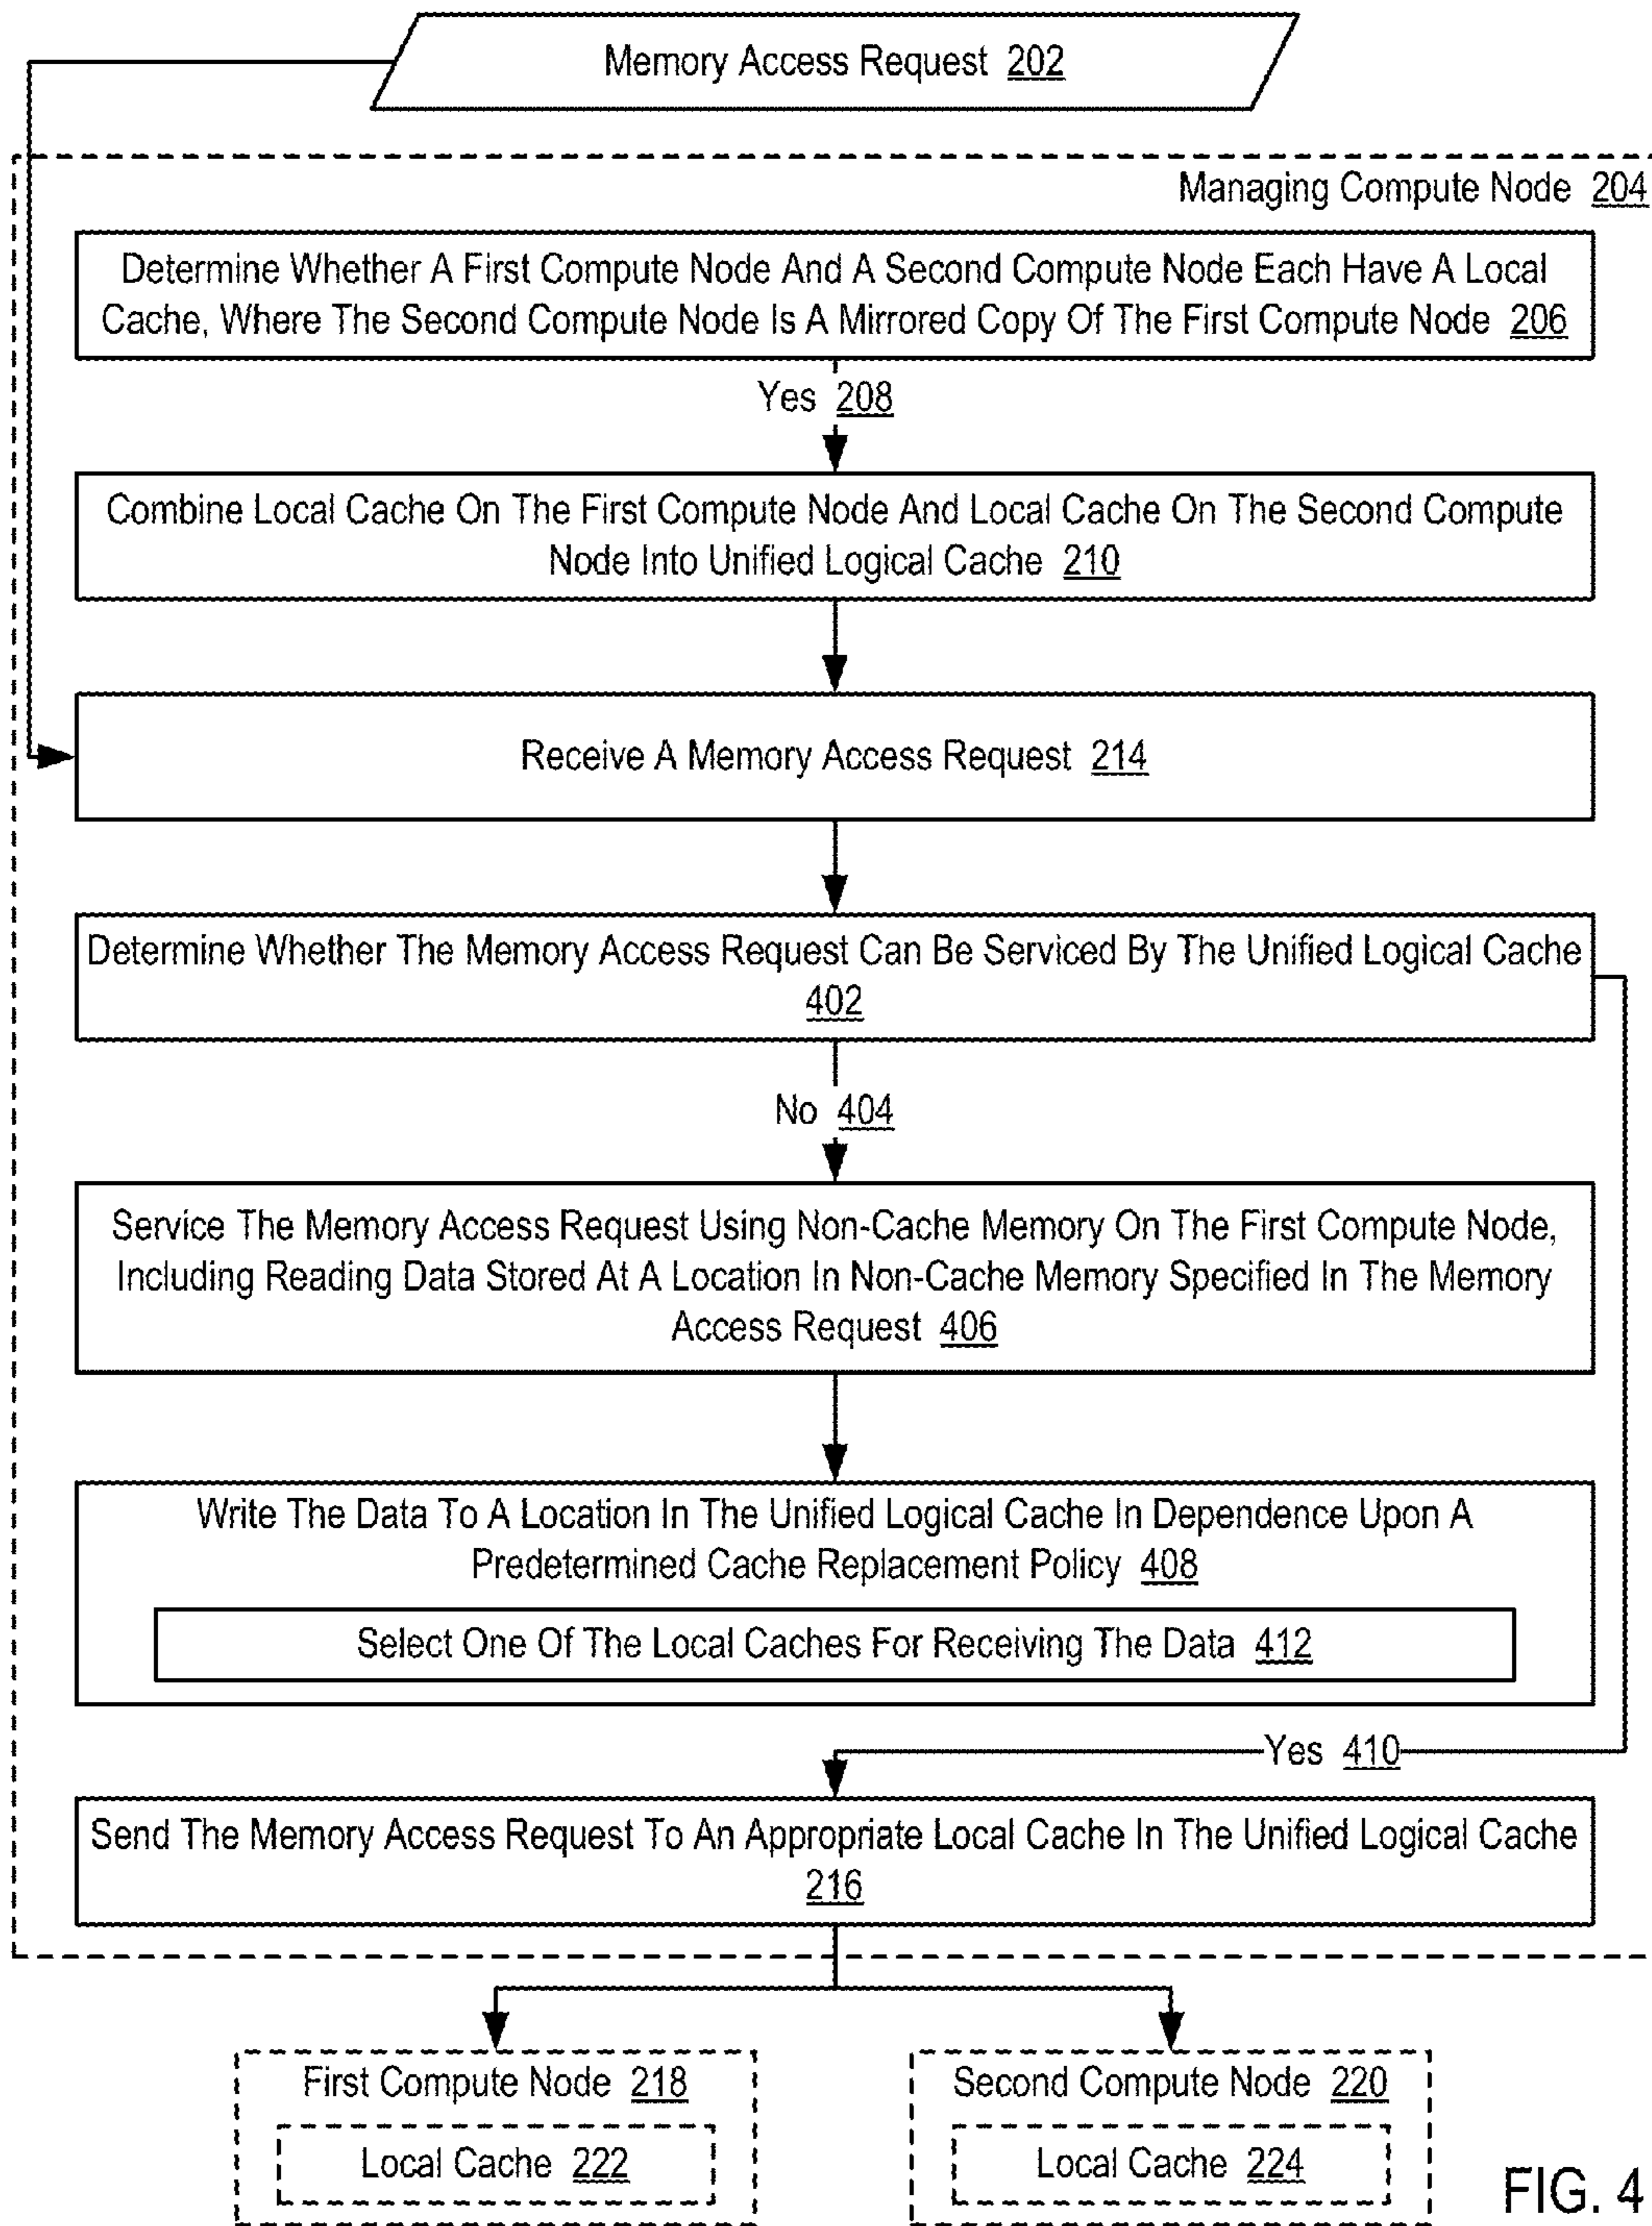 Memory Access Request 202
Managing Compute Node 204
Determine Whether A First Compute Node And A Second Compute Node Each Have A Local
Cache, Where The Second Compute Node Is A Mirrored Copy Of The First Compute Node 206
Yes 208
Combine Local Cache On The First Compute Node And Local Cache On The Second Compute
Node Into Unified Logical Cache 210
Receive A Memory Access Request 214
Determine Whether The Memory Access Request Can Be Serviced By The Unified Logical Cache
402
No 404
Service The Memory Access Request Using Non-Cache Memory On The First Compute Node,
Including Reading Data Stored At A Location In Non-Cache Memory Specified In The Memory
Access Request 406
Write The Data To A Location In The Unified Logical Cache In Dependence Upon A
Predetermined Cache Replacement Policy 408
Select One Of The Local Caches For Receiving The Data 412
Yes 410
Send The Memory Access Request To An Appropriate Local Cache In The Unified Logical Cache
216
First Compute Node 218
Local Cache 222
Second Compute Node 220
Local Cache 224
FIG. 4